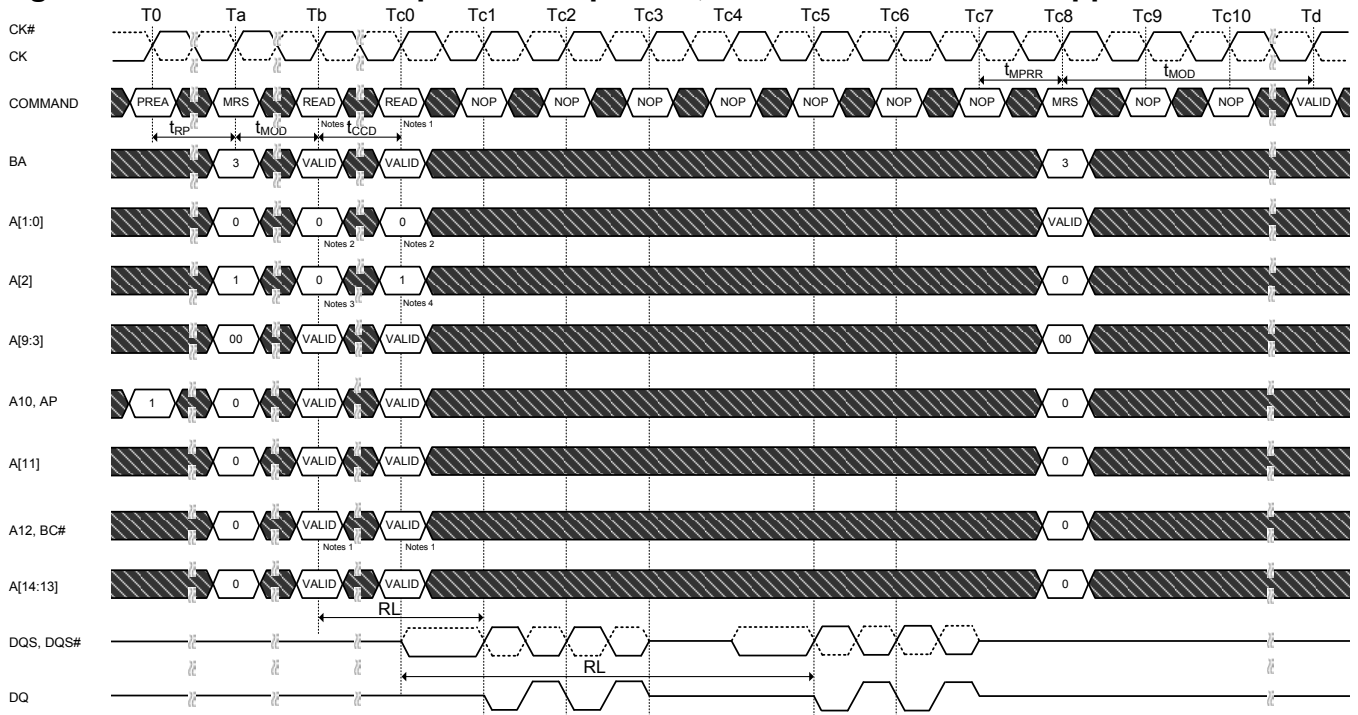 T0 Ta Tb Tc0 Tc1 Tc2 Tc3 Tc4 Tc5 Tc6 Tc7 Tc8 Tc9 Tc10 Td
CK#
CK
tMPRR tMOD
COMMAND PREA MRS READ READ NOP NOP NOP NOP NOP NOP NOP MRS NOP NOP VALID
Notes 1 Notes 1
tRP tMOD tCCD
BA 3 VALID VALID 3
A[1:0] 0 0 0 VALID
Notes 2 Notes 2
A[2] 1 0 1 0
Notes 3 Notes 4
A[9:3] 00 VALID VALID 00
A10, AP 1 0 VALID VALID 0
A[11] 0 VALID VALID 0
A12, BC# 0 VALID VALID 0
Notes 1 Notes 1
A[14:13] 0 VALID VALID 0
RL
DQS, DQS#
RL
DQ